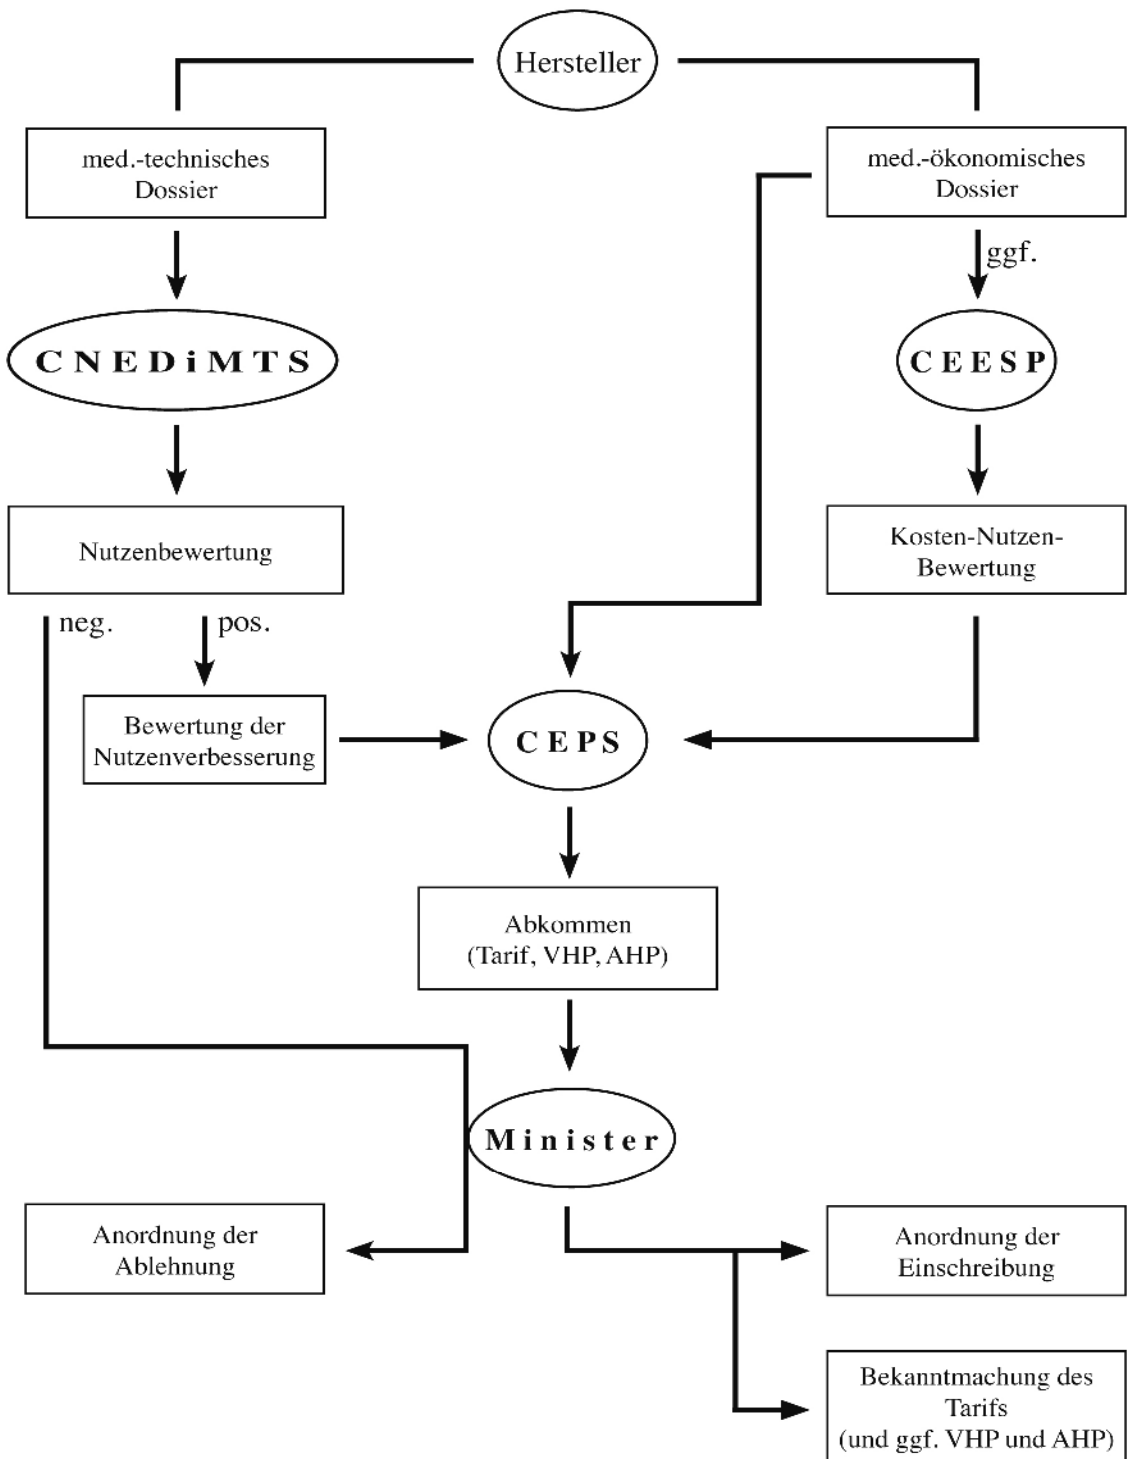 Hersteller
med.-technisches
Dossier
med.-ökonomisches
Dossier
ggf.
CNEDiMTS
CEESP
Nutzenbewertung
Kosten-Nutzen-
Bewertung
neg.
pos.
Bewertung der
Nutzenverbesserung
CEPS
Abkommen
(Tarif, VHP, AHP)
Minister
Anordnung der
Ablehnung
Anordnung der
Einschreibung
Bekanntmachung des
Tarifs
(und ggf. VHP und AHP)